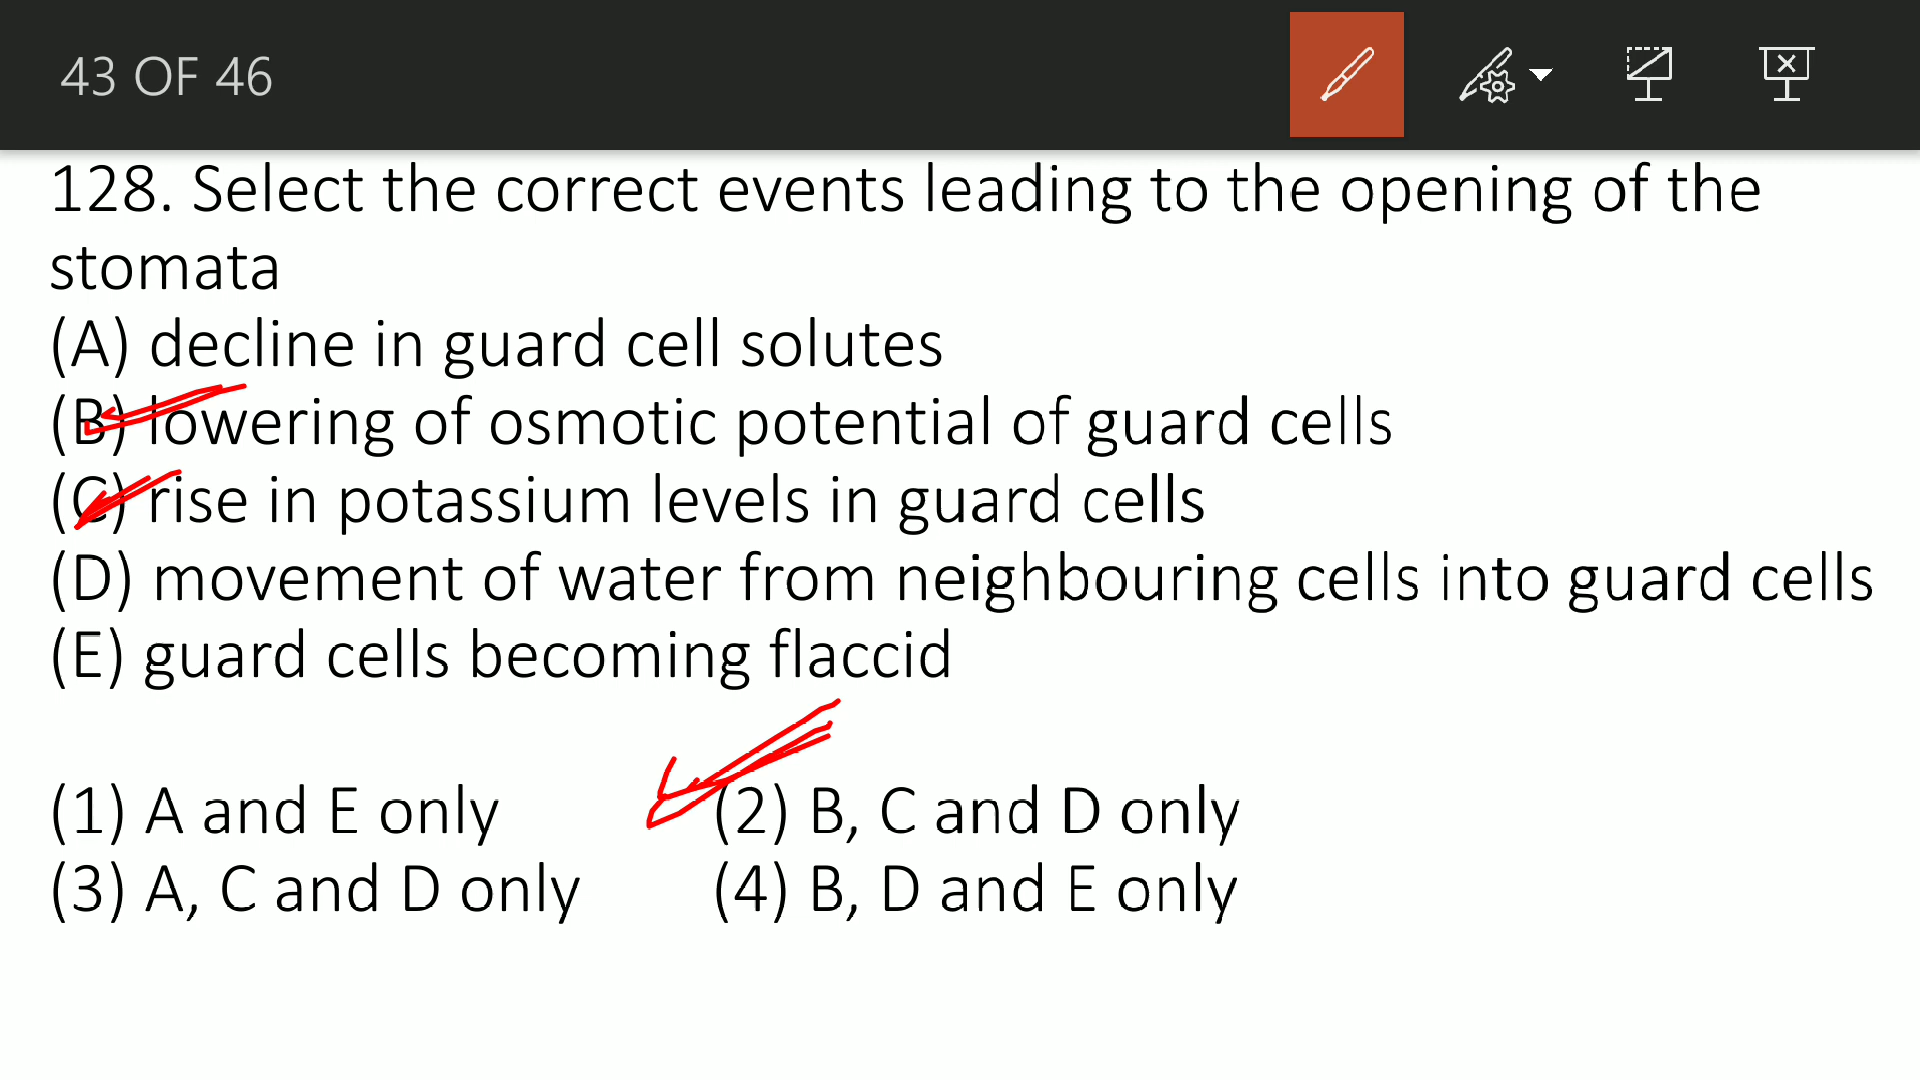 43 OF 46
128. Select the correct events leading to the opening of the
stomata
(A) decline in guard cell solutes
(B) lowering of osmotic potential of guard cells
(C) rise in potassium levels in guard cells
(D) movement of water from neighbouring cells into guard cells
(E) guard cells becoming flaccid
(1) A and E only (2) B, C and D only
(3) A, C and D only (4) B, D and E only